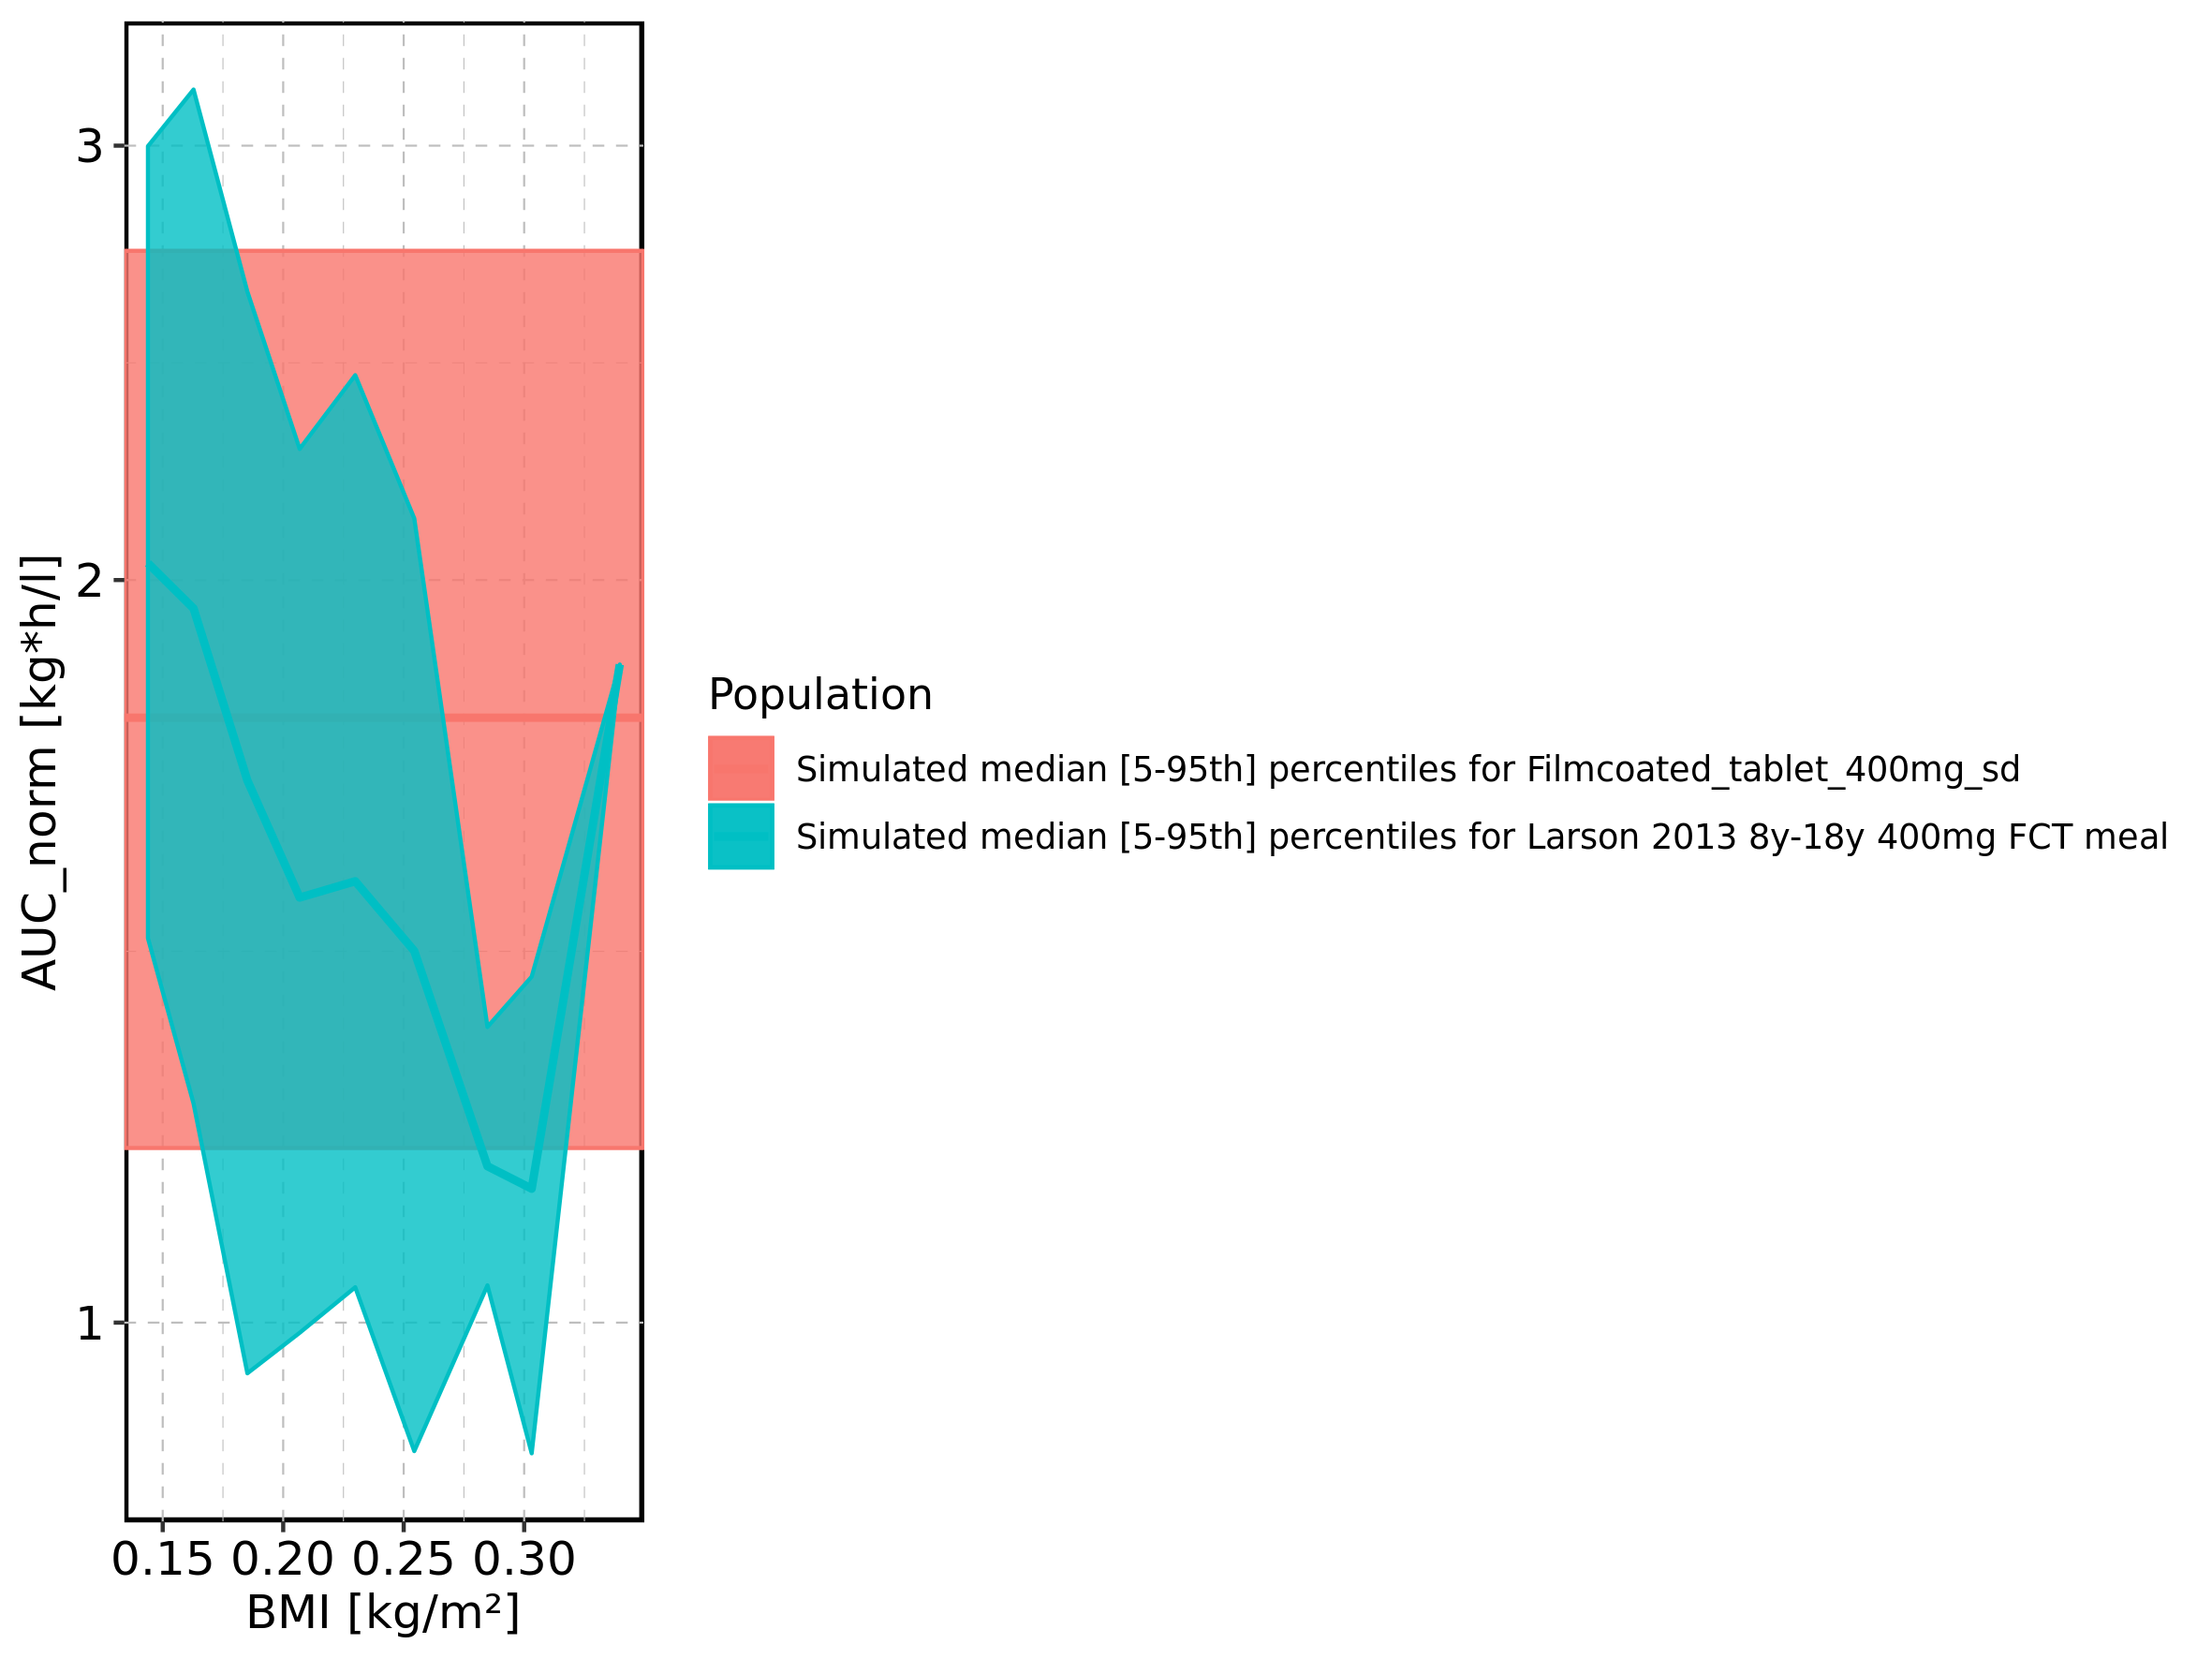 3
2
1
AUC_norm [kg*h/l]
0.15 0.20 0.25 0.30
BMI [kg/m²]
Population
Simulated median [5-95th] percentiles for Filmcoated_tablet_400mg_sd
Simulated median [5-95th] percentiles for Larson 2013 8y-18y 400mg FCT meal